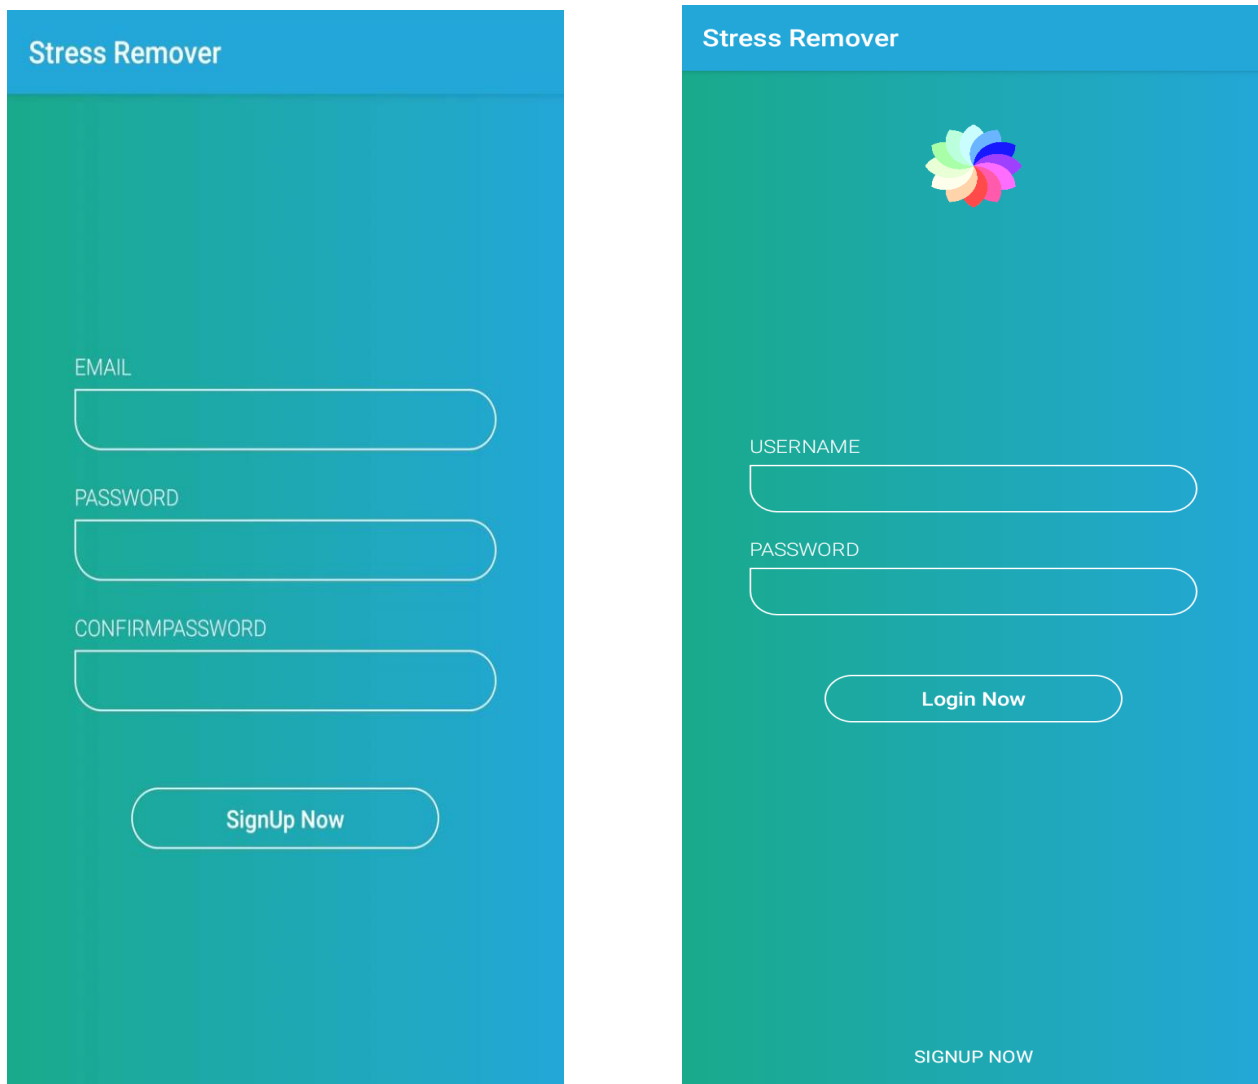 Stress Remover
EMAIL
PASSWORD
CONFIRMPASSWORD
SignUp Now
Stress Remover
USERNAME
PASSWORD
Login Now
SIGNUP NOW